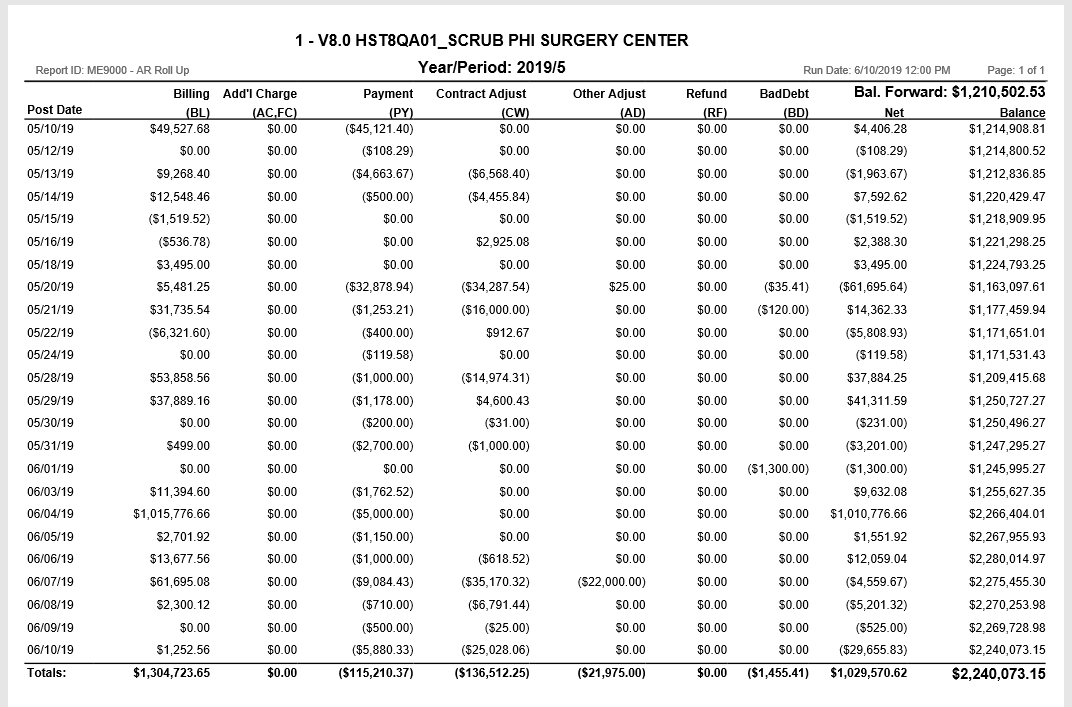 1 - V8.0 HST8QA01_SCRUB PHI SURGERY CENTER
Report ID: ME9000 - AR Roll Up Year/Period: 2019/5 Run Date: 6/10/2019 12:00 PM Page: 1 of 1
Billing Add'l Charge Payment Contract Adjust Other Adjust Refund BadDebt Bal. Forward: $1,210,502.53
Post Date (BL) (AC,FC) (PY) (CW) (AD) (RF) (BD) Net Balance
05/10/19 $49,527.68 $0.00 ($45,121.40) $0.00 $0.00 $0.00 $0.00 $4,406.28 $1,214,908.81
05/12/19 $0.00 $0.00 ($108.29) $0.00 $0.00 $0.00 $0.00 ($108.29) $1,214,800.52
05/13/19 $9,268.40 $0.00 ($4,663.67) ($6,568.40) $0.00 $0.00 $0.00 ($1,963.67) $1,212,836.85
05/14/19 $12,548.46 $0.00 ($500.00) ($4,455.84) $0.00 $0.00 $0.00 $7,592.62 $1,220,429.47
05/15/19 ($1,519.52) $0.00 $0.00 $0.00 $0.00 $0.00 $0.00 ($1,519.52) $1,218,909.95
05/16/19 ($536.78) $0.00 $0.00 $2,925.08 $0.00 $0.00 $0.00 $2,388.30 $1,221,298.25
05/18/19 $3,495.00 $0.00 $0.00 $0.00 $0.00 $0.00 $0.00 $3,495.00 $1,224,793.25
05/20/19 $5,481.25 $0.00 ($32,878.94) ($34,287.54) $25.00 $0.00 ($35.41) ($61,695.64) $1,163,097.61
05/21/19 $31,735.54 $0.00 ($1,253.21) ($16,000.00) $0.00 $0.00 ($120.00) $14,362.33 $1,177,459.94
05/22/19 ($6,321.60) $0.00 ($400.00) $912.67 $0.00 $0.00 $0.00 ($5,808.93) $1,171,651.01
05/24/19 $0.00 $0.00 ($119.58) $0.00 $0.00 $0.00 $0.00 ($119.58) $1,171,531.43
05/28/19 $53,858.56 $0.00 ($1,000.00) ($14,974.31) $0.00 $0.00 $0.00 $37,884.25 $1,209,415.68
05/29/19 $37,889.16 $0.00 ($1,178.00) $4,600.43 $0.00 $0.00 $0.00 $41,311.59 $1,250,727.27
05/30/19 $0.00 $0.00 ($200.00) ($31.00) $0.00 $0.00 $0.00 ($231.00) $1,250,496.27
05/31/19 $499.00 $0.00 ($2,700.00) ($1,000.00) $0.00 $0.00 $0.00 ($3,201.00) $1,247,295.27
06/01/19 $0.00 $0.00 $0.00 $0.00 $0.00 $0.00 ($1,300.00) ($1,300.00) $1,245,995.27
06/03/19 $11,394.60 $0.00 ($1,762.52) $0.00 $0.00 $0.00 $0.00 $9,632.08 $1,255,627.35
06/04/19 $1,015,776.66 $0.00 ($5,000.00) $0.00 $0.00 $0.00 $0.00 $1,010,776.66 $2,266,404.01
06/05/19 $2,701.92 $0.00 ($1,150.00) $0.00 $0.00 $0.00 $0.00 $1,551.92 $2,267,955.93
06/06/19 $13,677.56 $0.00 ($1,000.00) ($618.52) $0.00 $0.00 $0.00 $12,059.04 $2,280,014.97
06/07/19 $61,695.08 $0.00 ($9,084.43) ($35,170.32) ($22,000.00) $0.00 $0.00 ($4,559.67) $2,275,455.30
06/08/19 $2,300.12 $0.00 ($710.00) ($6,791.44) $0.00 $0.00 $0.00 ($5,201.32) $2,270,253.98
06/09/19 $0.00 $0.00 ($500.00) ($25.00) $0.00 $0.00 $0.00 ($525.00) $2,269,728.98
06/10/19 $1,252.56 $0.00 ($5,880.33) ($25,028.06) $0.00 $0.00 $0.00 ($29,655.83) $2,240,073.15
Totals: $1,304,723.65 $0.00 ($115,210.37) ($136,512.25) ($21,975.00) $0.00 ($1,455.41) $1,029,570.62 $2,240,073.15